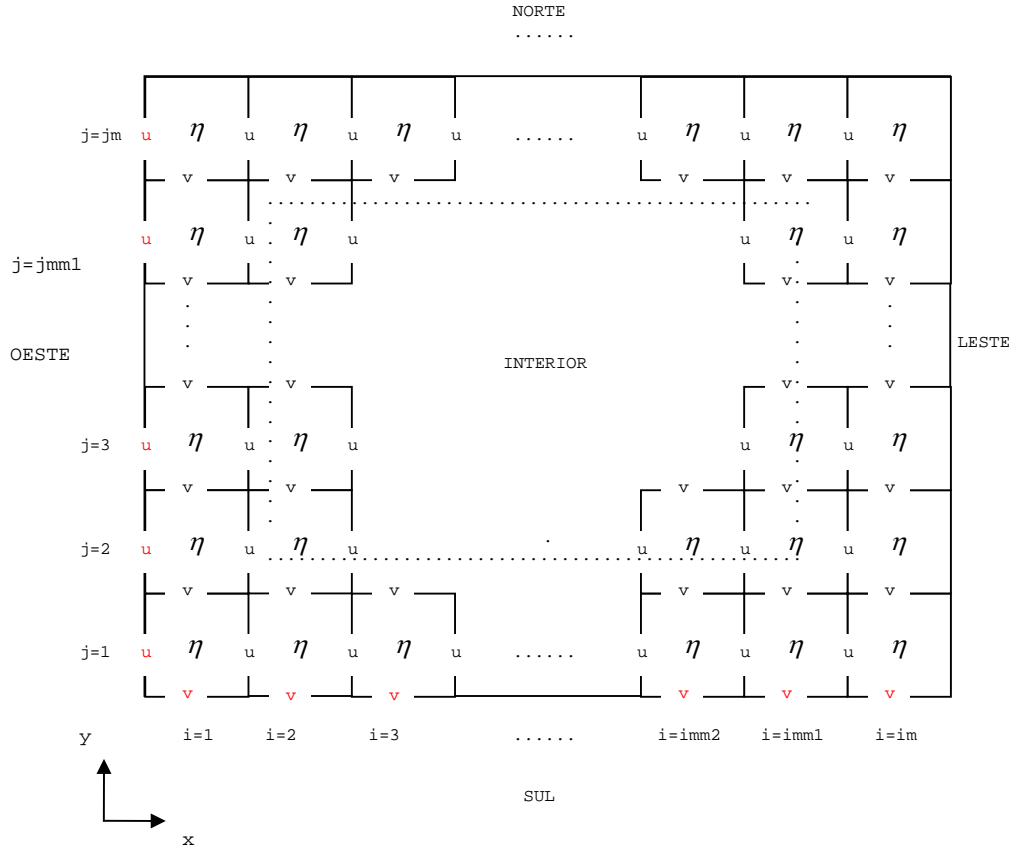 NORTE
......
j=jm u η u η u η u ...... u η u η u η
v v v v v v
u η u η u u η u η
j=jmm1
v v v v
OESTE
LESTE
INTERIOR
v v v v
j=3 u η u η u u η u η
v v v v v
j=2 u η u η u u η u η u η
v v v v v v
j=1 u η u η u η u ...... u η u η u η
v v v v v v
y i=1 i=2 i=3 ...... i=imm2 i=imm1 i=im
SUL
x